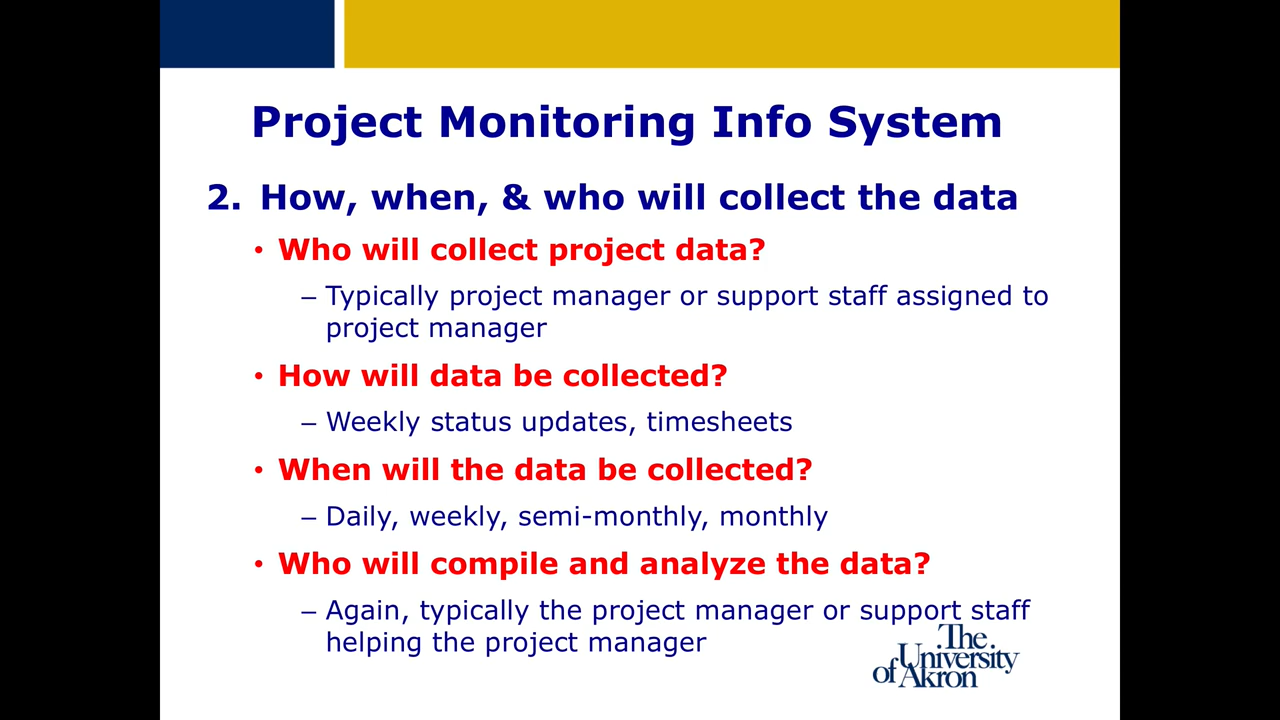 Project Monitoring Info System
2. How, when, & who will collect the data
• Who will collect project data?
– Typically project manager or support staff assigned to
project manager
• How will data be collected?
– Weekly status updates, timesheets
• When will the data be collected?
– Daily, weekly, semi-monthly, monthly
• Who will compile and analyze the data?
– Again, typically the project manager or support staff
helping the project manager
The
University
of Akron